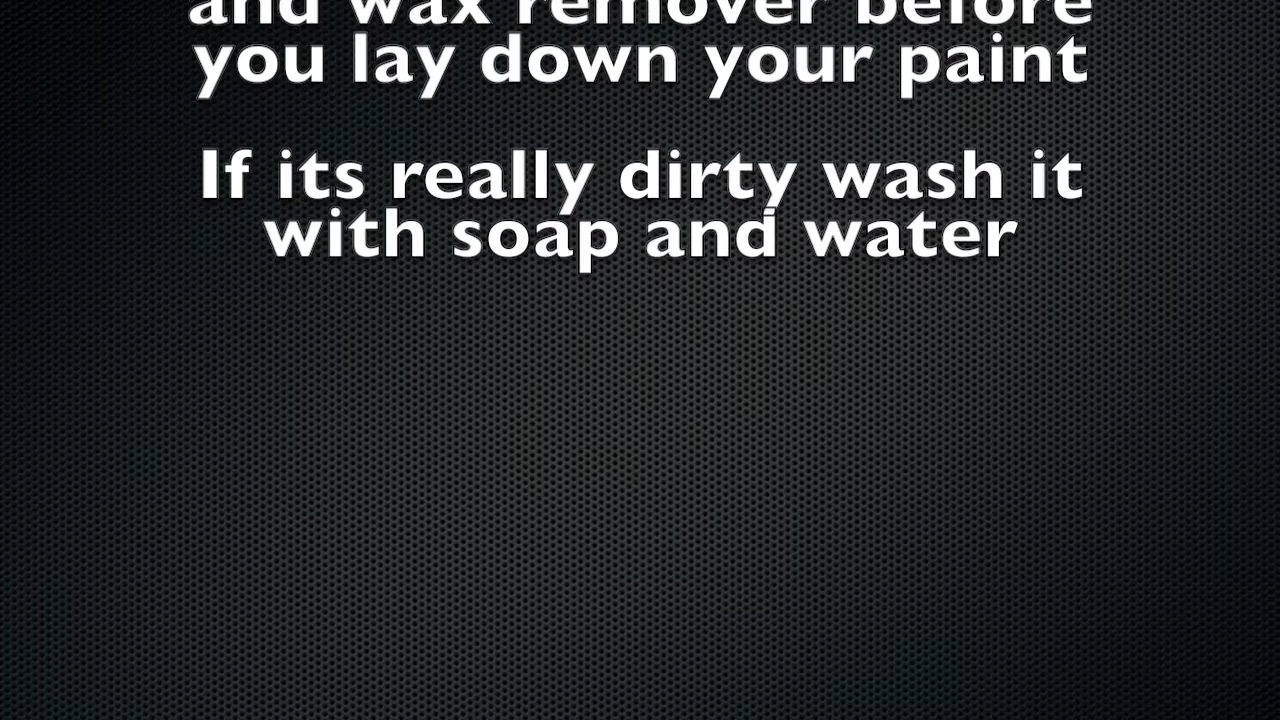 and wax remover before
you lay down your paint
If its really dirty wash it
with soap and water